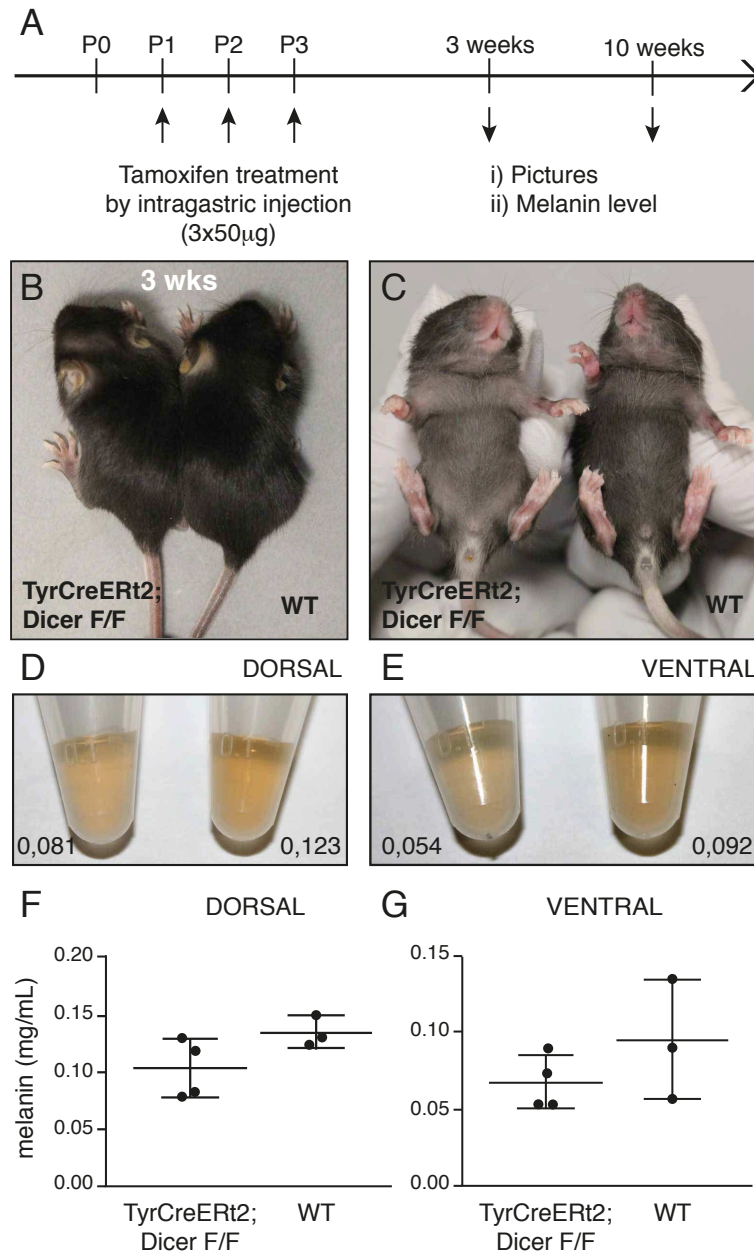 A
P0 P1 P2 P3 3 weeks 10 weeks
Tamoxifen treatment
by intragastric injection
(3x50µg)
i) Pictures
ii) Melanin level
B
3 wks
TyrCreERt2;
Dicer F/F
WT
C
TyrCreERt2;
Dicer F/F
WT
D
DORSAL
0,081
0,123
E
VENTRAL
0,054
0,092
F
DORSAL
melanin (mg/mL)
0.20
0.15
0.10
0.05
0.00
TyrCreERt2;
Dicer F/F
WT
G
VENTRAL
0.15
0.10
0.05
0.00
TyrCreERt2;
Dicer F/F
WT